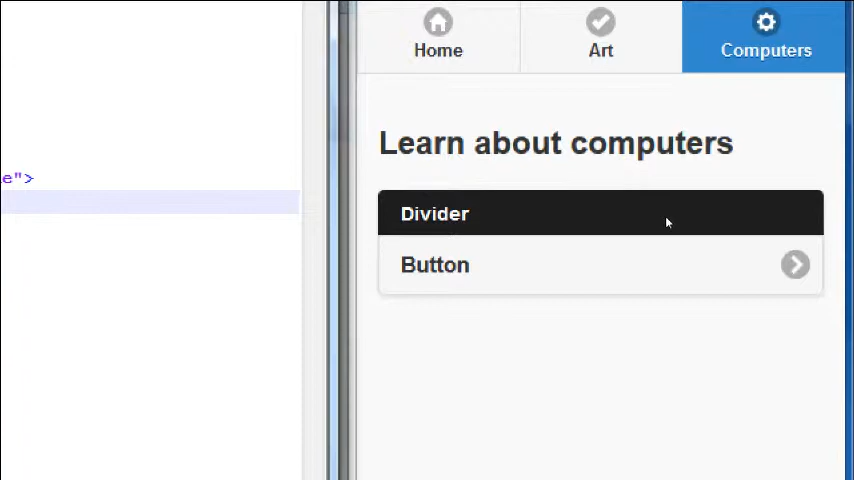 Home Art Computers
Learn about computers
e">
Divider
Button